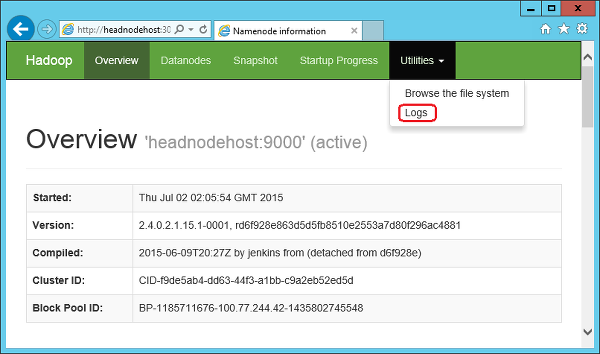 http://headnodehost:30
Namenode information
Hadoop Overview Datanodes Snapshot Startup Progress Utilities
Browse the file system
Logs
Overview 'headnodehost:9000' (active)
Started: Thu Jul 02 02:05:54 GMT 2015
Version: 2.4.0.2.1.15.1-0001, rd6f928e863d5d5fb8510e2553a7d80f296ac4881
Compiled: 2015-06-09T20:27Z by jenkins from (detached from d6f928e)
Cluster ID: CID-f9de5ab4-dd63-44f3-a1bb-c9a2eb52ed5d
Block Pool ID: BP-1185711676-100.77.244.42-1435802745548